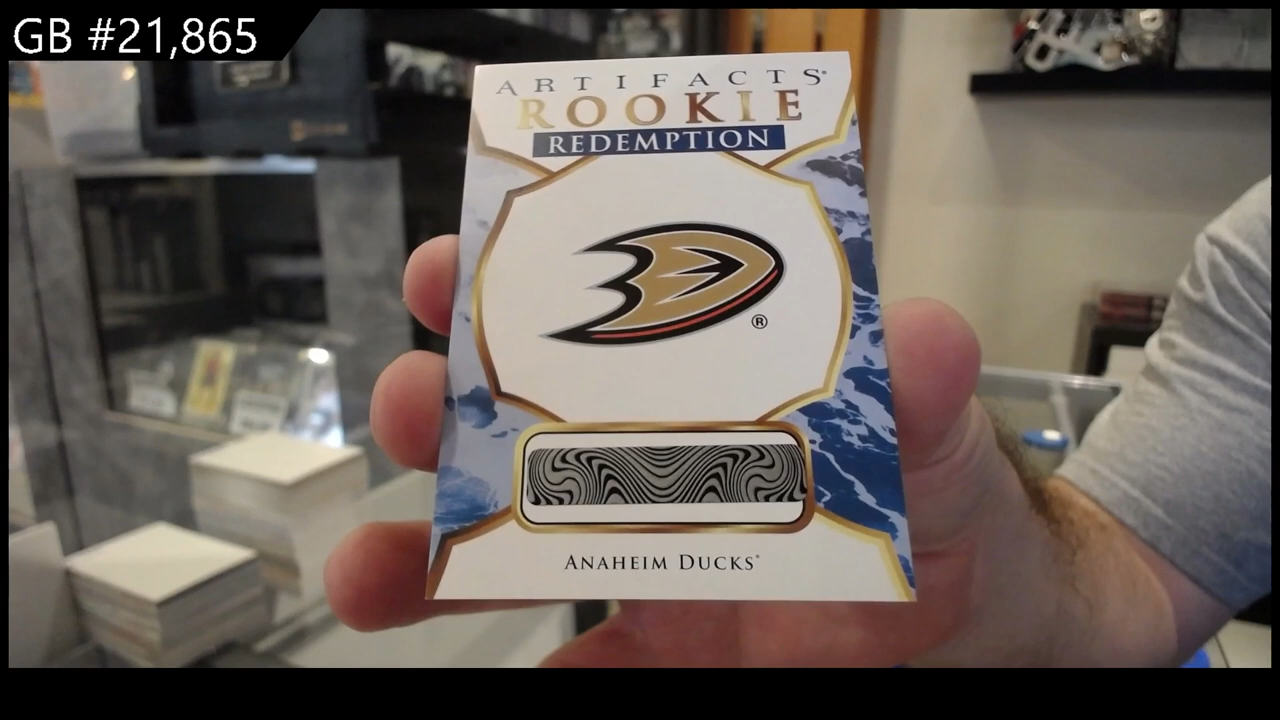 GB #21,865
ARTIFACTS
ROOKIE
REDEMPTION
®
ANAHEIM DUCKS